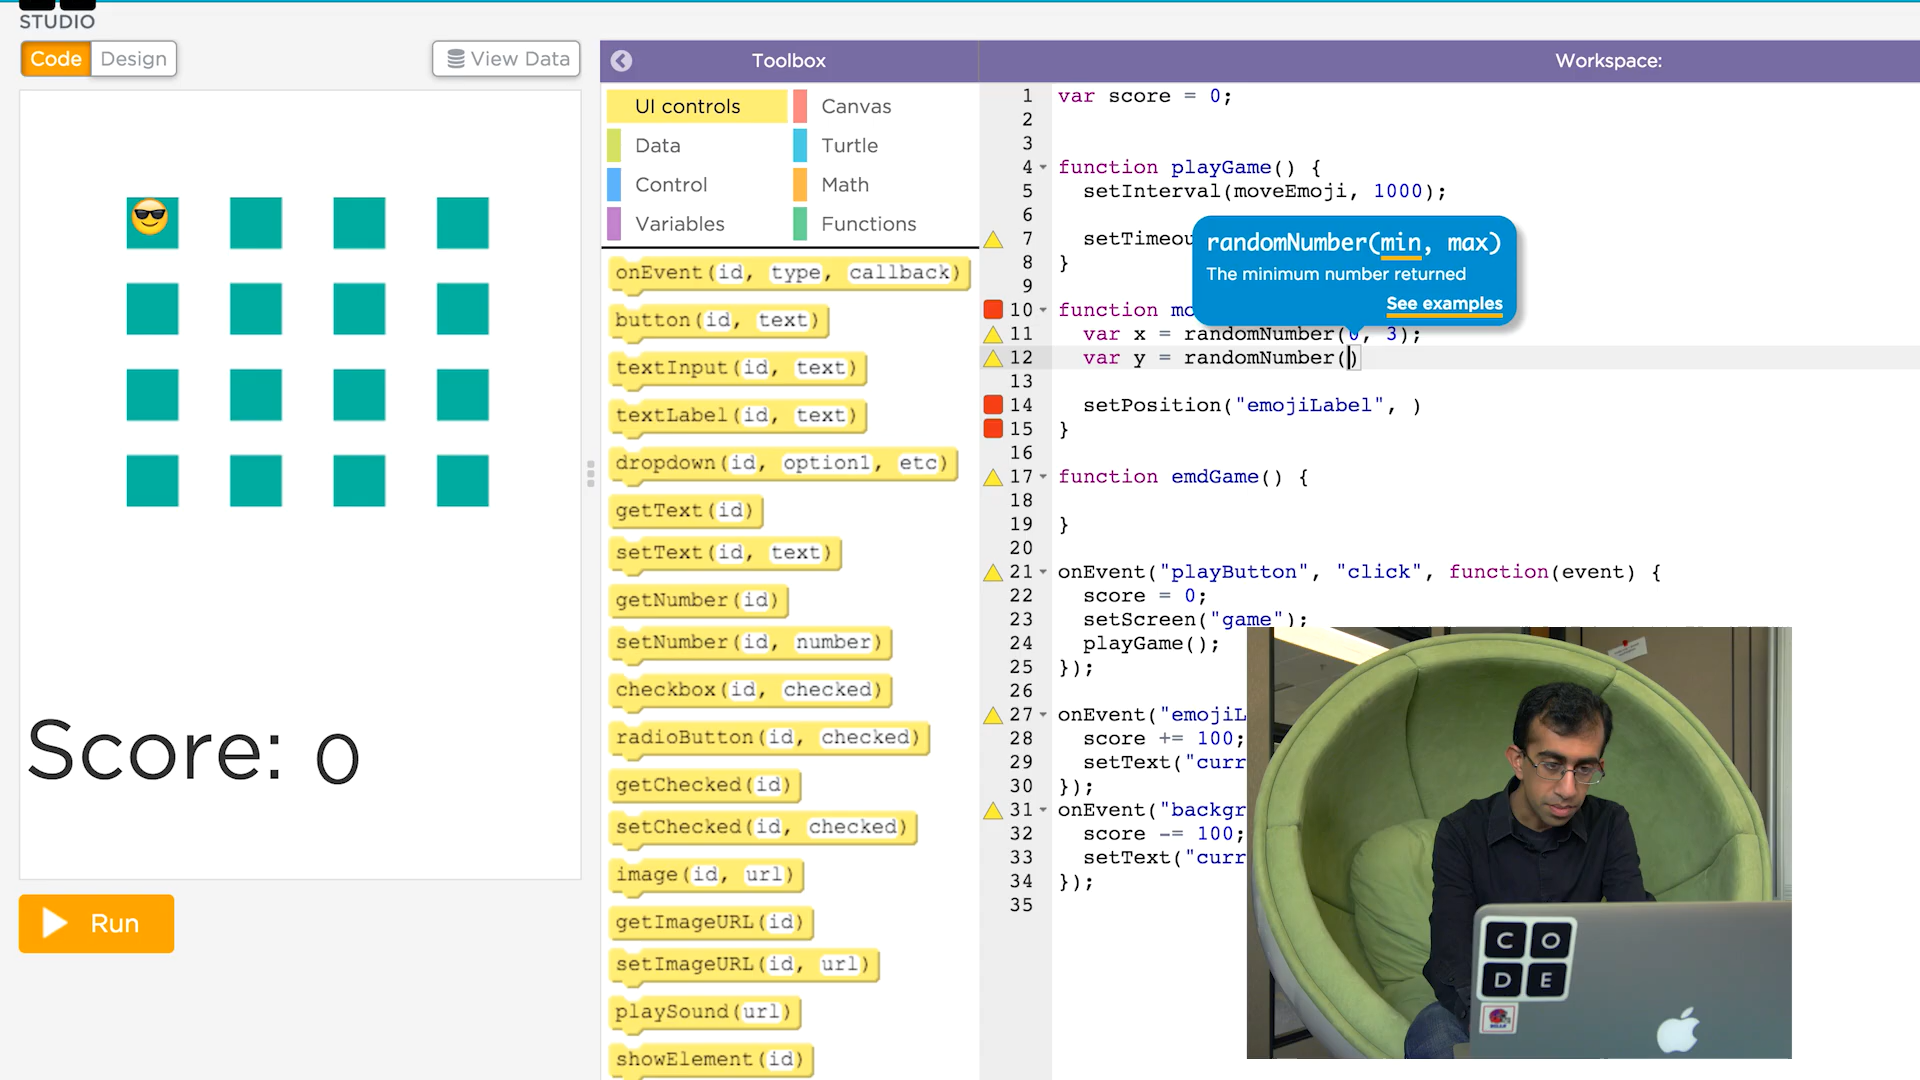 STUDIO
Code
Design
View Data
Score: 0
Run
Toolbox
UI controls
Canvas
Data
Turtle
Control
Math
Variables
Functions
onEvent(id, type, callback)
button(id, text)
textInput(id, text)
textLabel(id, text)
dropdown(id, option1, etc)
getText(id)
setText(id, text)
getNumber(id)
setNumber(id, number)
checkbox(id, checked)
radioButton(id, checked)
getChecked(id)
setChecked(id, checked)
image(id, url)
getImageURL(id)
setImageURL(id, url)
playSound(url)
showElement(id)
Workspace:
1 var score = 0;
2
3
4 function playGame() {
5 setInterval(moveEmoji, 1000);
6
7 setTimeou
8 }
9
10 function mo
11 var x = randomNumber(0, 3);
12 var y = randomNumber()
13
14 setPosition("emojiLabel", )
15 }
16
17 function emdGame() {
18
19 }
20
21 onEvent("playButton", "click", function(event) {
22 score = 0;
23 setScreen("game");
24 playGame();
25 });
26
27 onEvent("emojiL
28 score += 100;
29 setText("curr
30 });
31 onEvent("backgr
32 score -= 100;
33 setText("curr
34 });
35
randomNumber(min, max)
The minimum number returned
See examples
CO
DE
BILLS